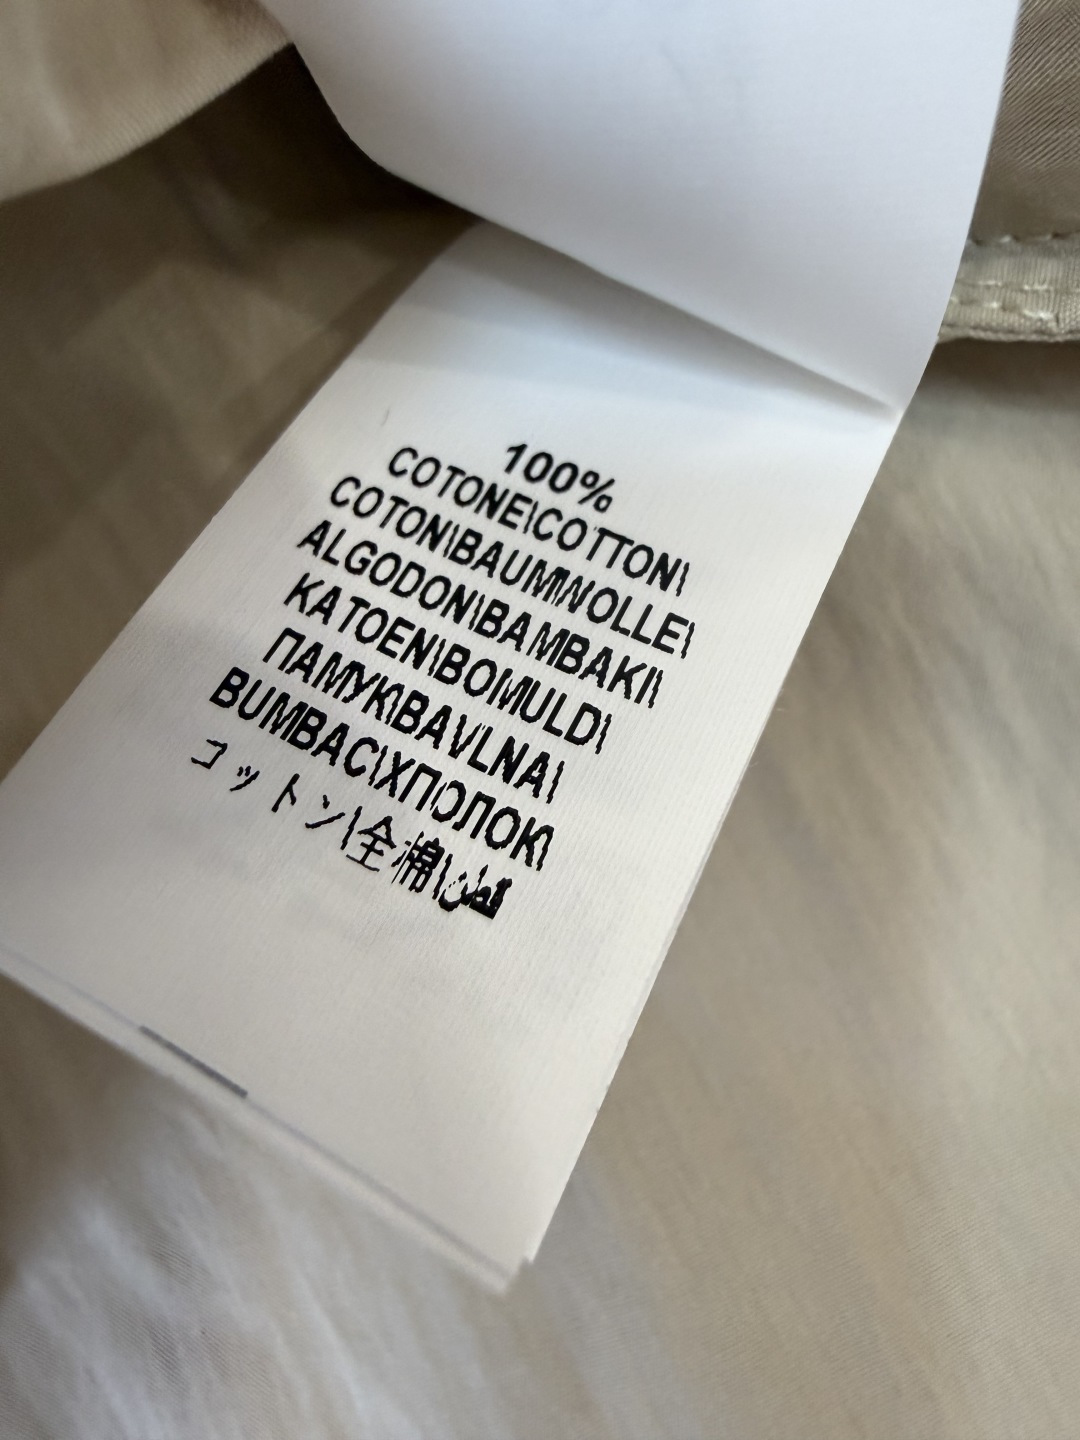 100%
COTONE\COTTON\
COTON\BAUMWOLLE\
ALGODON\BAMBAKI\
KATOEN\BOMULD\
ПАМУК\BAVLNA\
BUMBAC\ХПОЛОК\
コットン\全棉\قطن